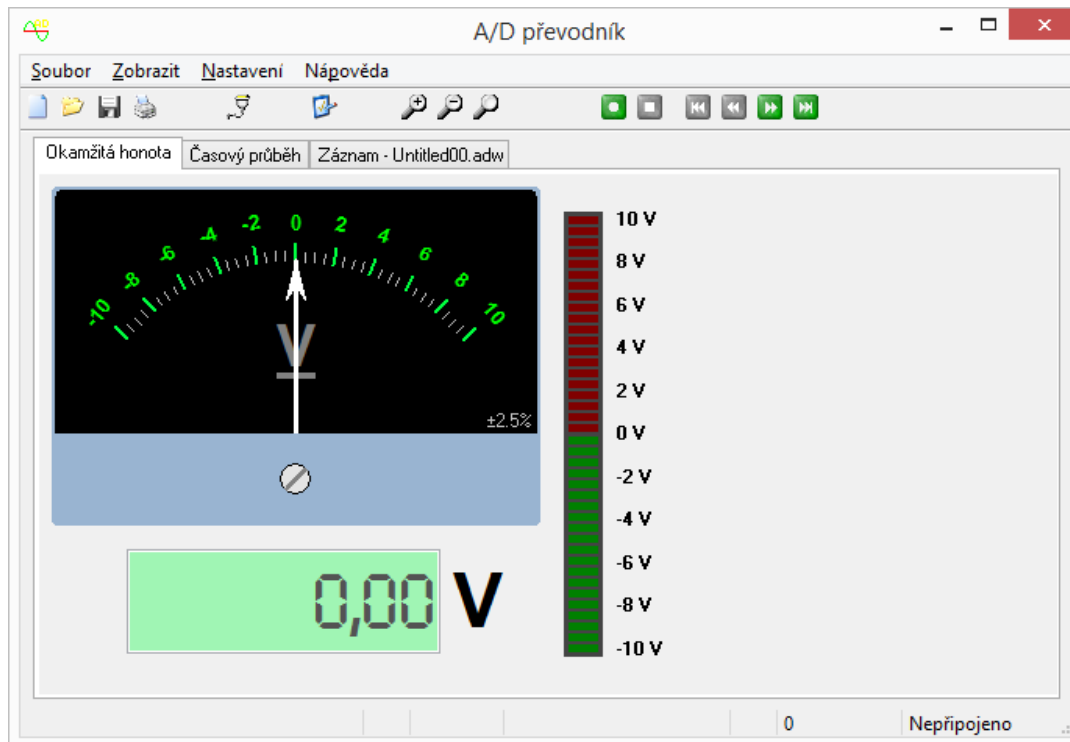 A/D převodník
Soubor Zobrazit Nastavení Nápověda
Okamžitá honota Časový průběh Záznam - Untitled00.adw
-10 -8 -6 -4 -2 0 2 4 6 8 10
V
±2.5%
0,00 V
10 V
8 V
6 V
4 V
2 V
0 V
-2 V
-4 V
-6 V
-8 V
-10 V
0 Nepřipojeno